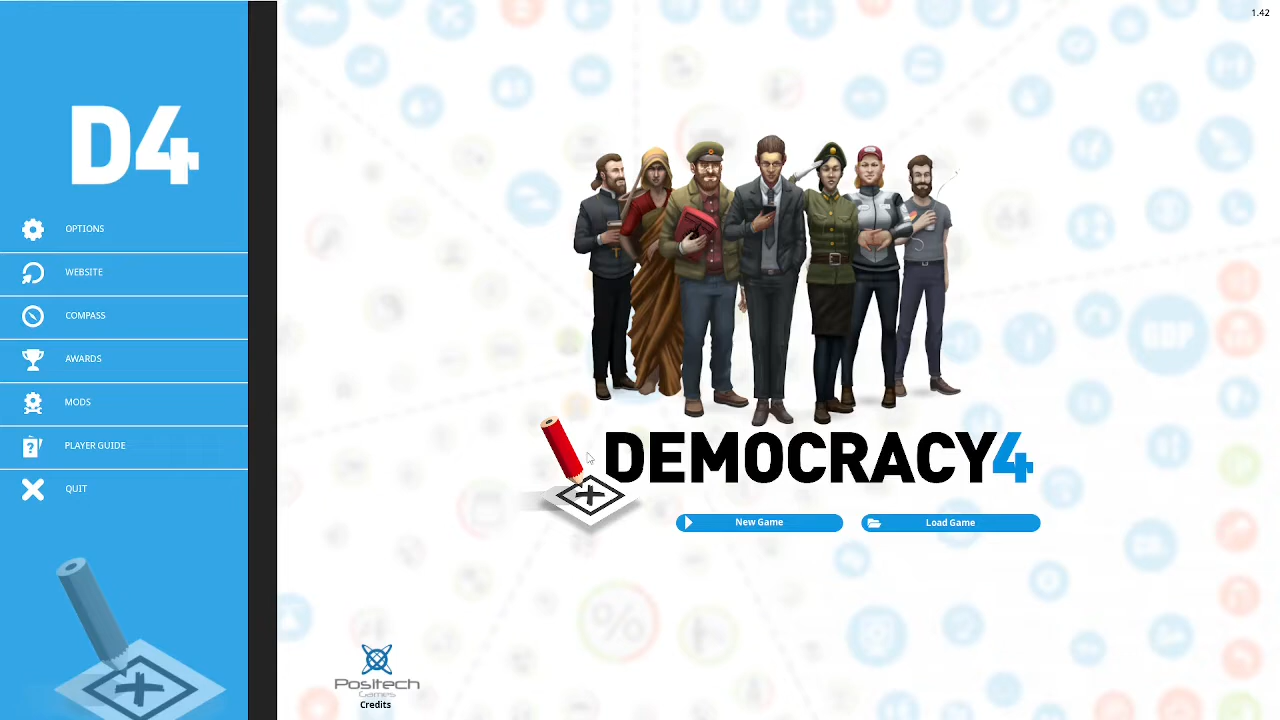 1.42
D4
OPTIONS
WEBSITE
COMPASS
AWARDS
MODS
PLAYER GUIDE
QUIT
DEMOCRACY4
New Game
Load Game
GDP
%
Positech
Games
Credits